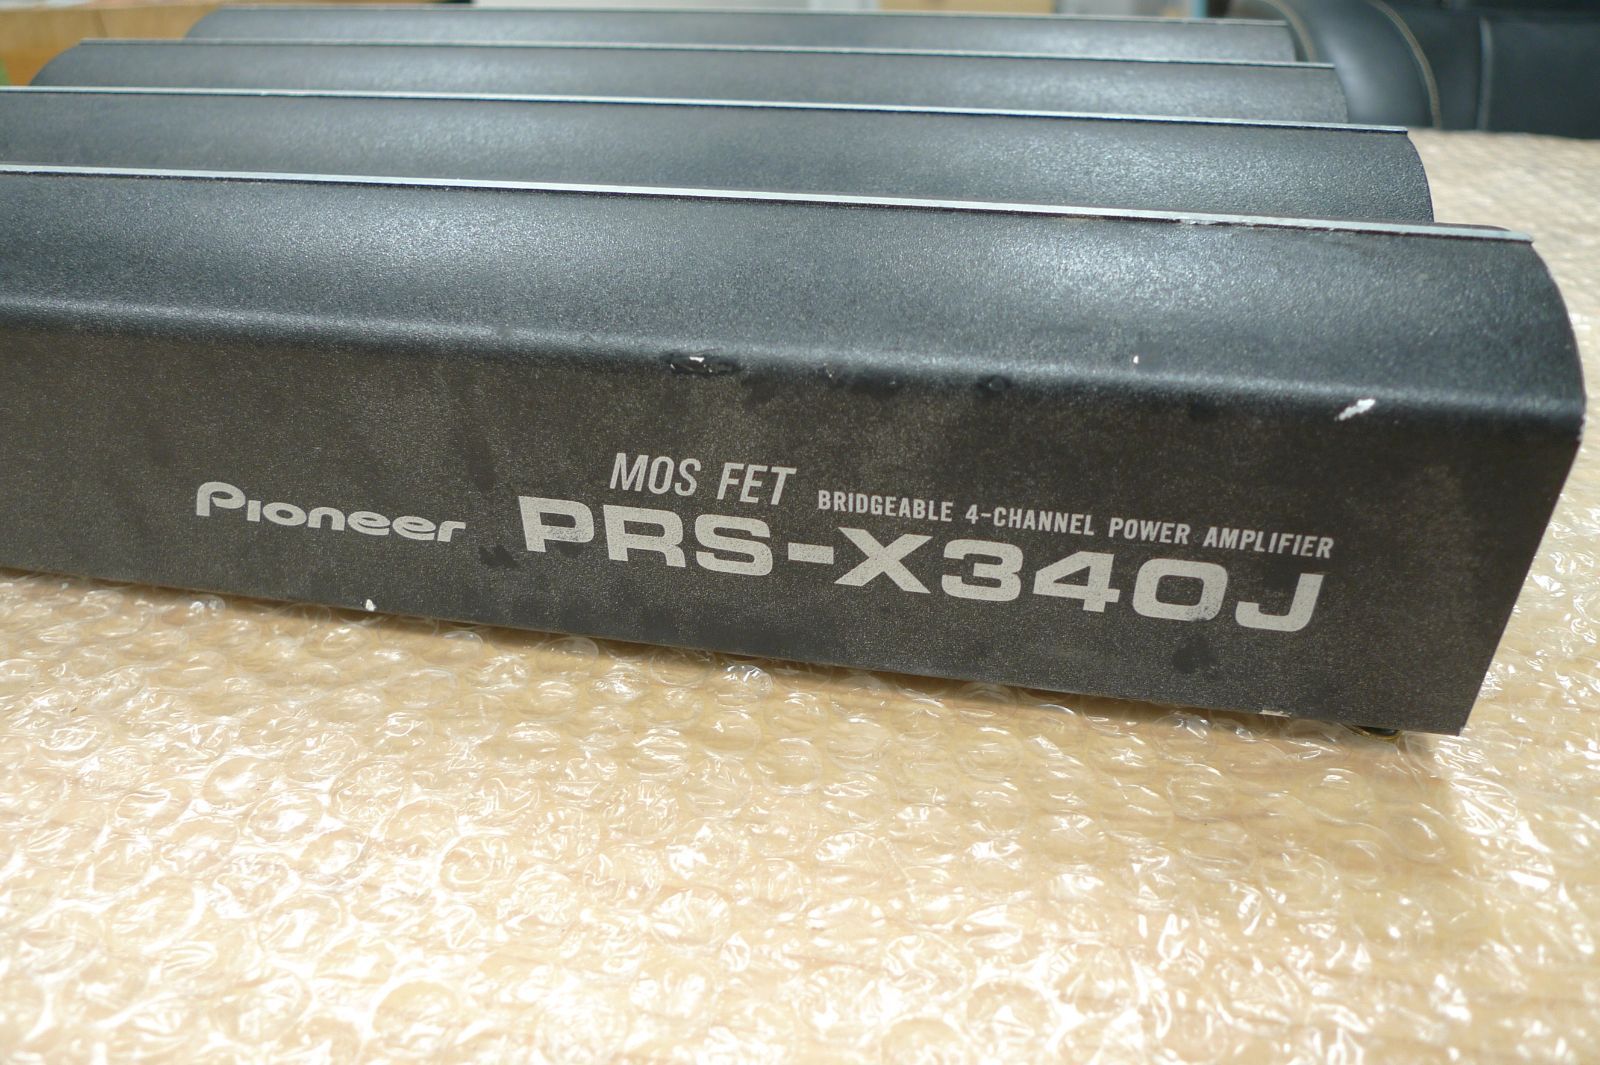 Pioneer
MOS FET BRIDGEABLE 4-CHANNEL POWER AMPLIFIER
PRS-X340J